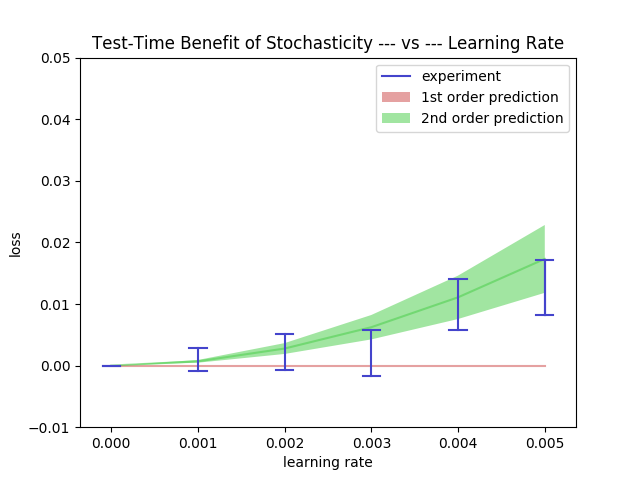 Test-Time Benefit of Stochasticity --- vs --- Learning Rate
experiment
1st order prediction
2nd order prediction
0.05
0.04
0.03
0.02
0.01
0.00
−0.01
loss
0.000 0.001 0.002 0.003 0.004 0.005
learning rate